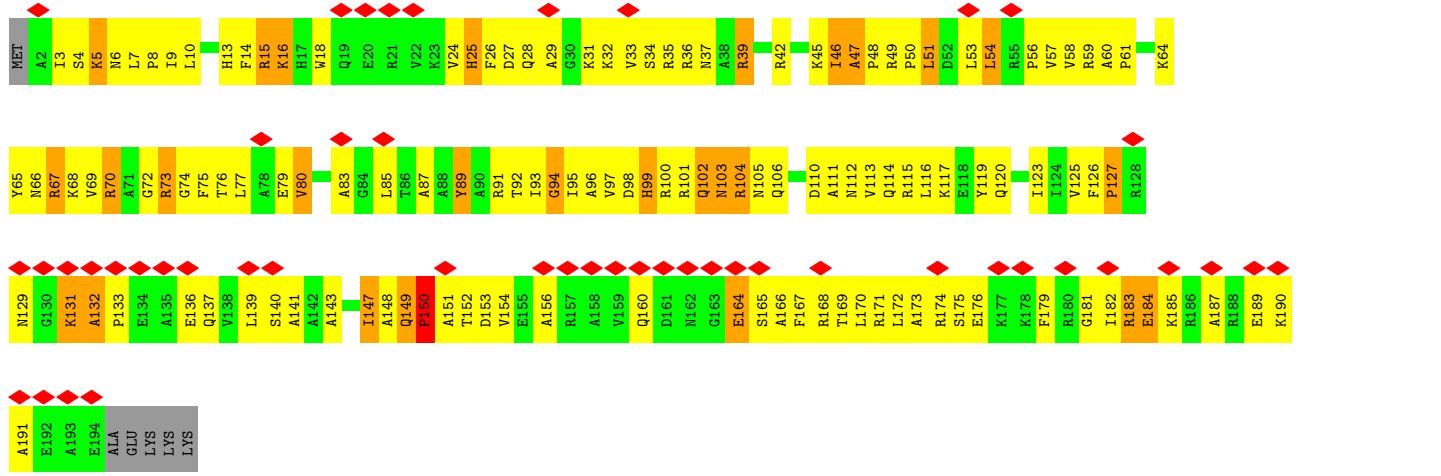 MET A2 I3 S4 K5 N6 L7 P8 I9 L10 H13 F14 R15 K16 H17 W18 Q19 E20 R21 V22 K23 V24 H25 F26 D27 Q28 A29 G30 K31 K32 V33 S34 R35 R36 N37 A38 R39 R42 K45 I46 A47 P48 R49 P50 L51 D52 L53 L54 R55 P56 V57 V58 R59 A60 P61 K64
Y65 N66 R67 K68 V69 R70 A71 G72 R73 G74 F75 T76 L77 A78 E79 V80 A83 G84 L85 T86 A87 A88 Y89 A90 R91 T92 I93 G94 I95 A96 V97 D98 H99 R100 R101 Q102 N103 R104 N105 Q106 D110 A111 N112 V113 Q114 R115 L116 K117 E118 Y119 Q120 I123 I124 V125 F126 P127 R128
N129 G130 K131 A132 P133 E134 A135 E136 Q137 V138 L139 S140 A141 A142 A143 I147 A148 Q149 P150 A151 T152 D153 V154 E155 A156 R157 A158 V159 Q160 D161 N162 G163 E164 S165 A166 F167 R168 T169 L170 R171 L172 A173 R174 S175 E176 K177 K178 F179 R180 G181 I182 R183 E184 K185 R186 A187 R188 E189 K190
A191 E192 A193 E194 ALA GLU LYS LYS LYS